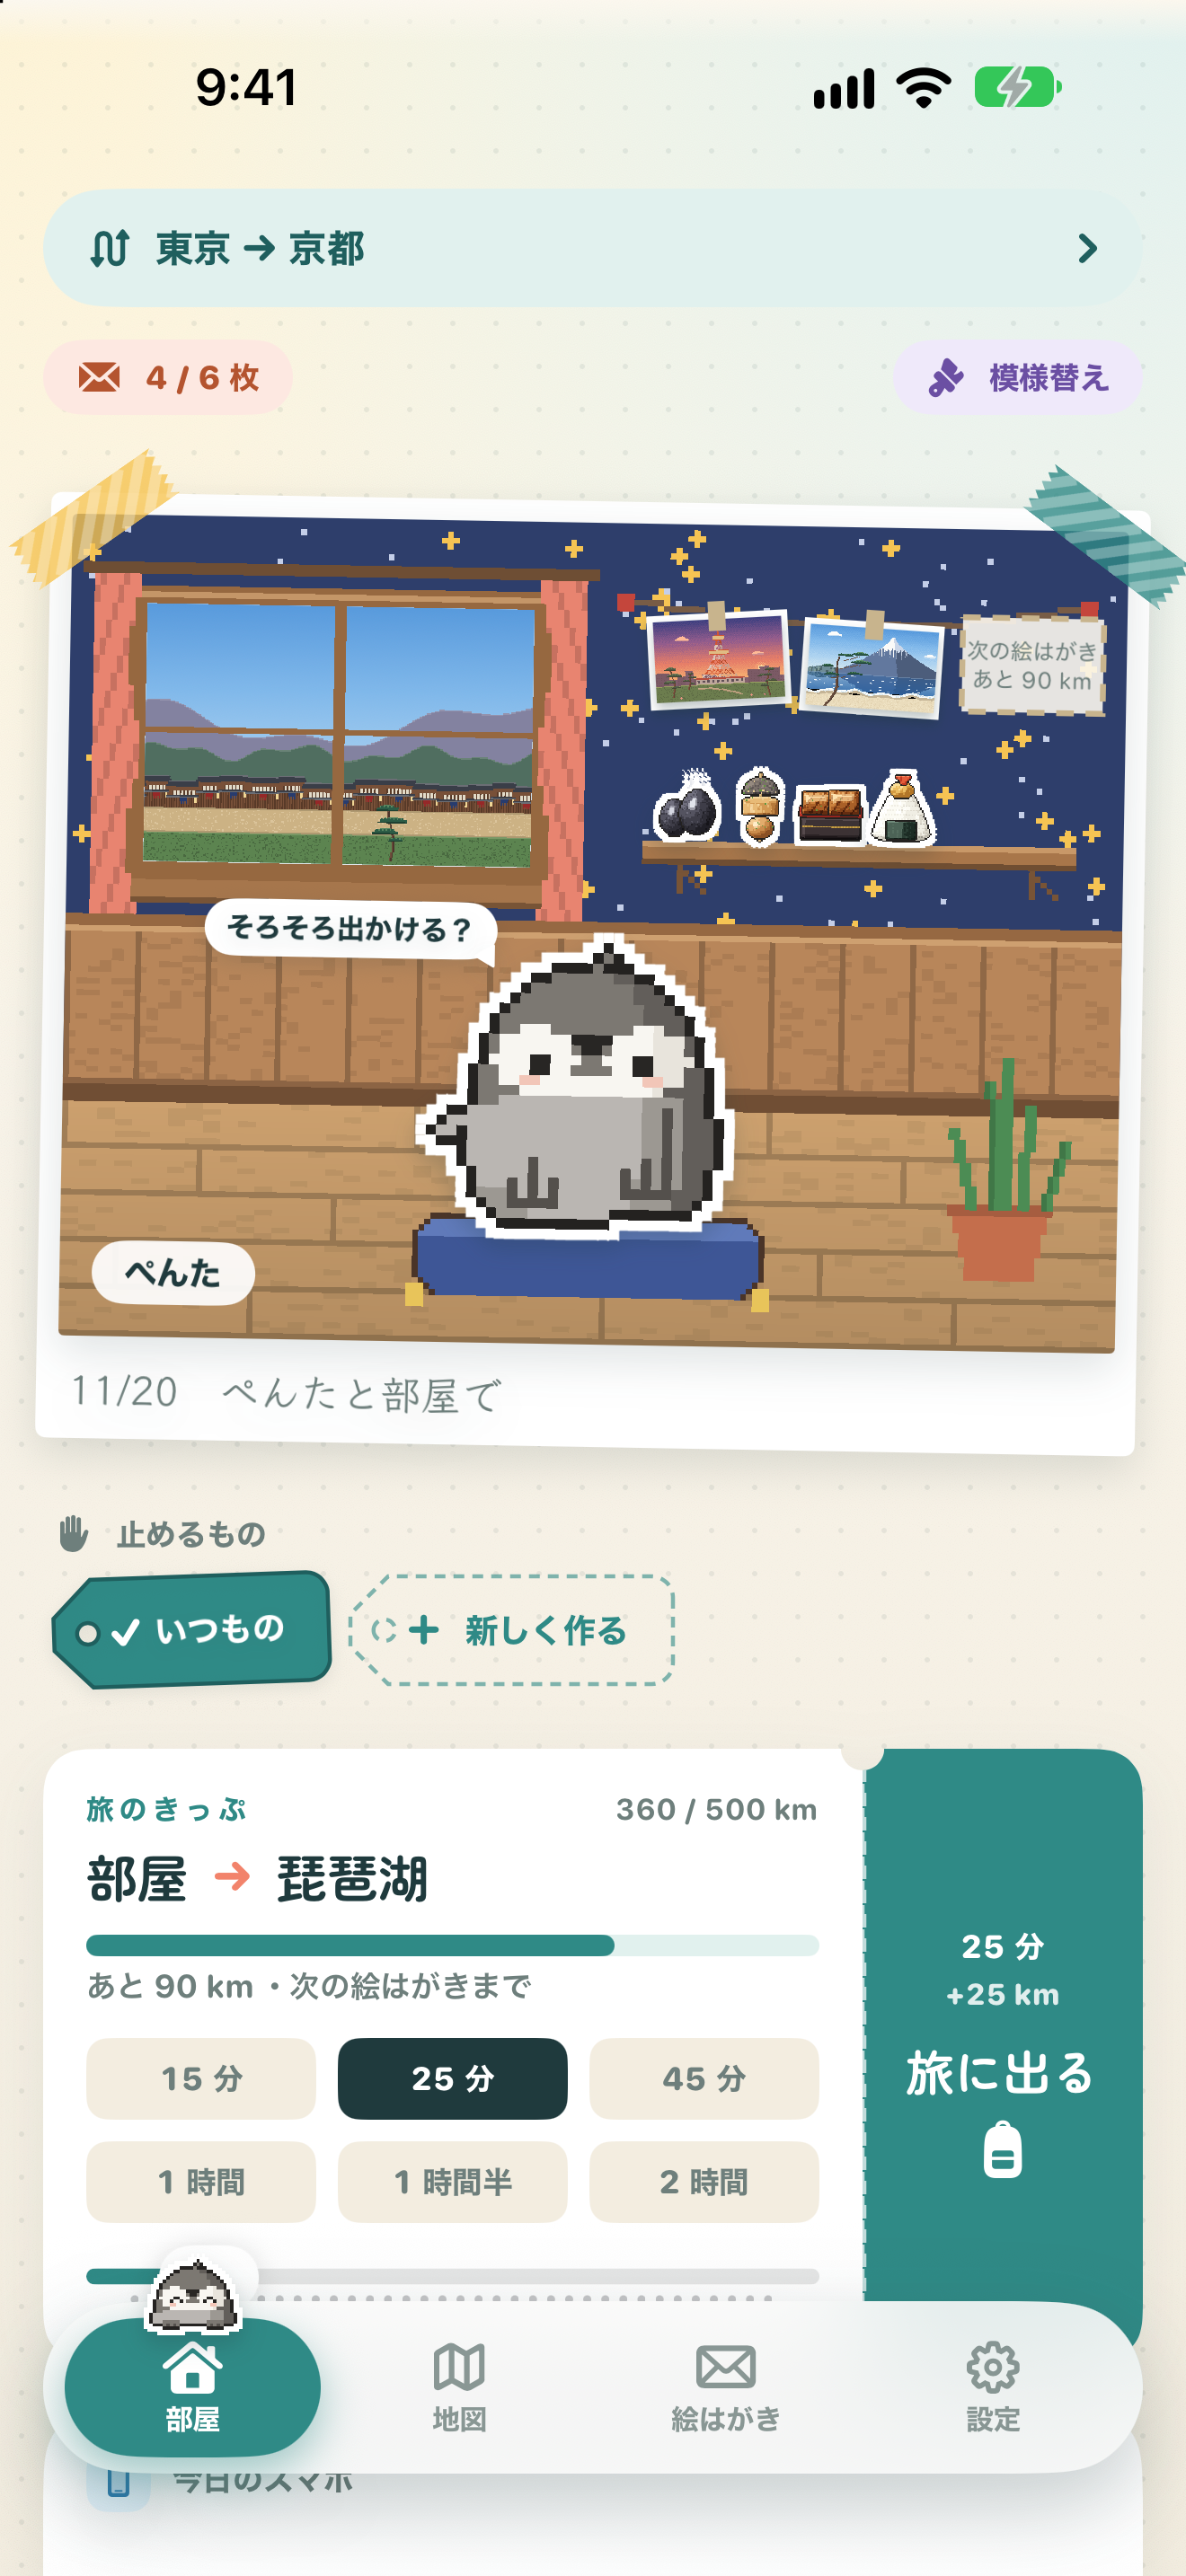 9:41
東京 → 京都
4 / 6 枚
模様替え
次の絵はがき
あと 90 km
そろそろ出かける？
ぺんた
11/20 ぺんたと部屋で
止めるもの
いつもの
+ 新しく作る
旅のきっぷ
360 / 500 km
部屋 → 琵琶湖
あと 90 km ・次の絵はがきまで
15 分
25 分
45 分
1 時間
1 時間半
2 時間
25 分
+25 km
旅に出る
部屋
地図
絵はがき
設定
今日のスマホ